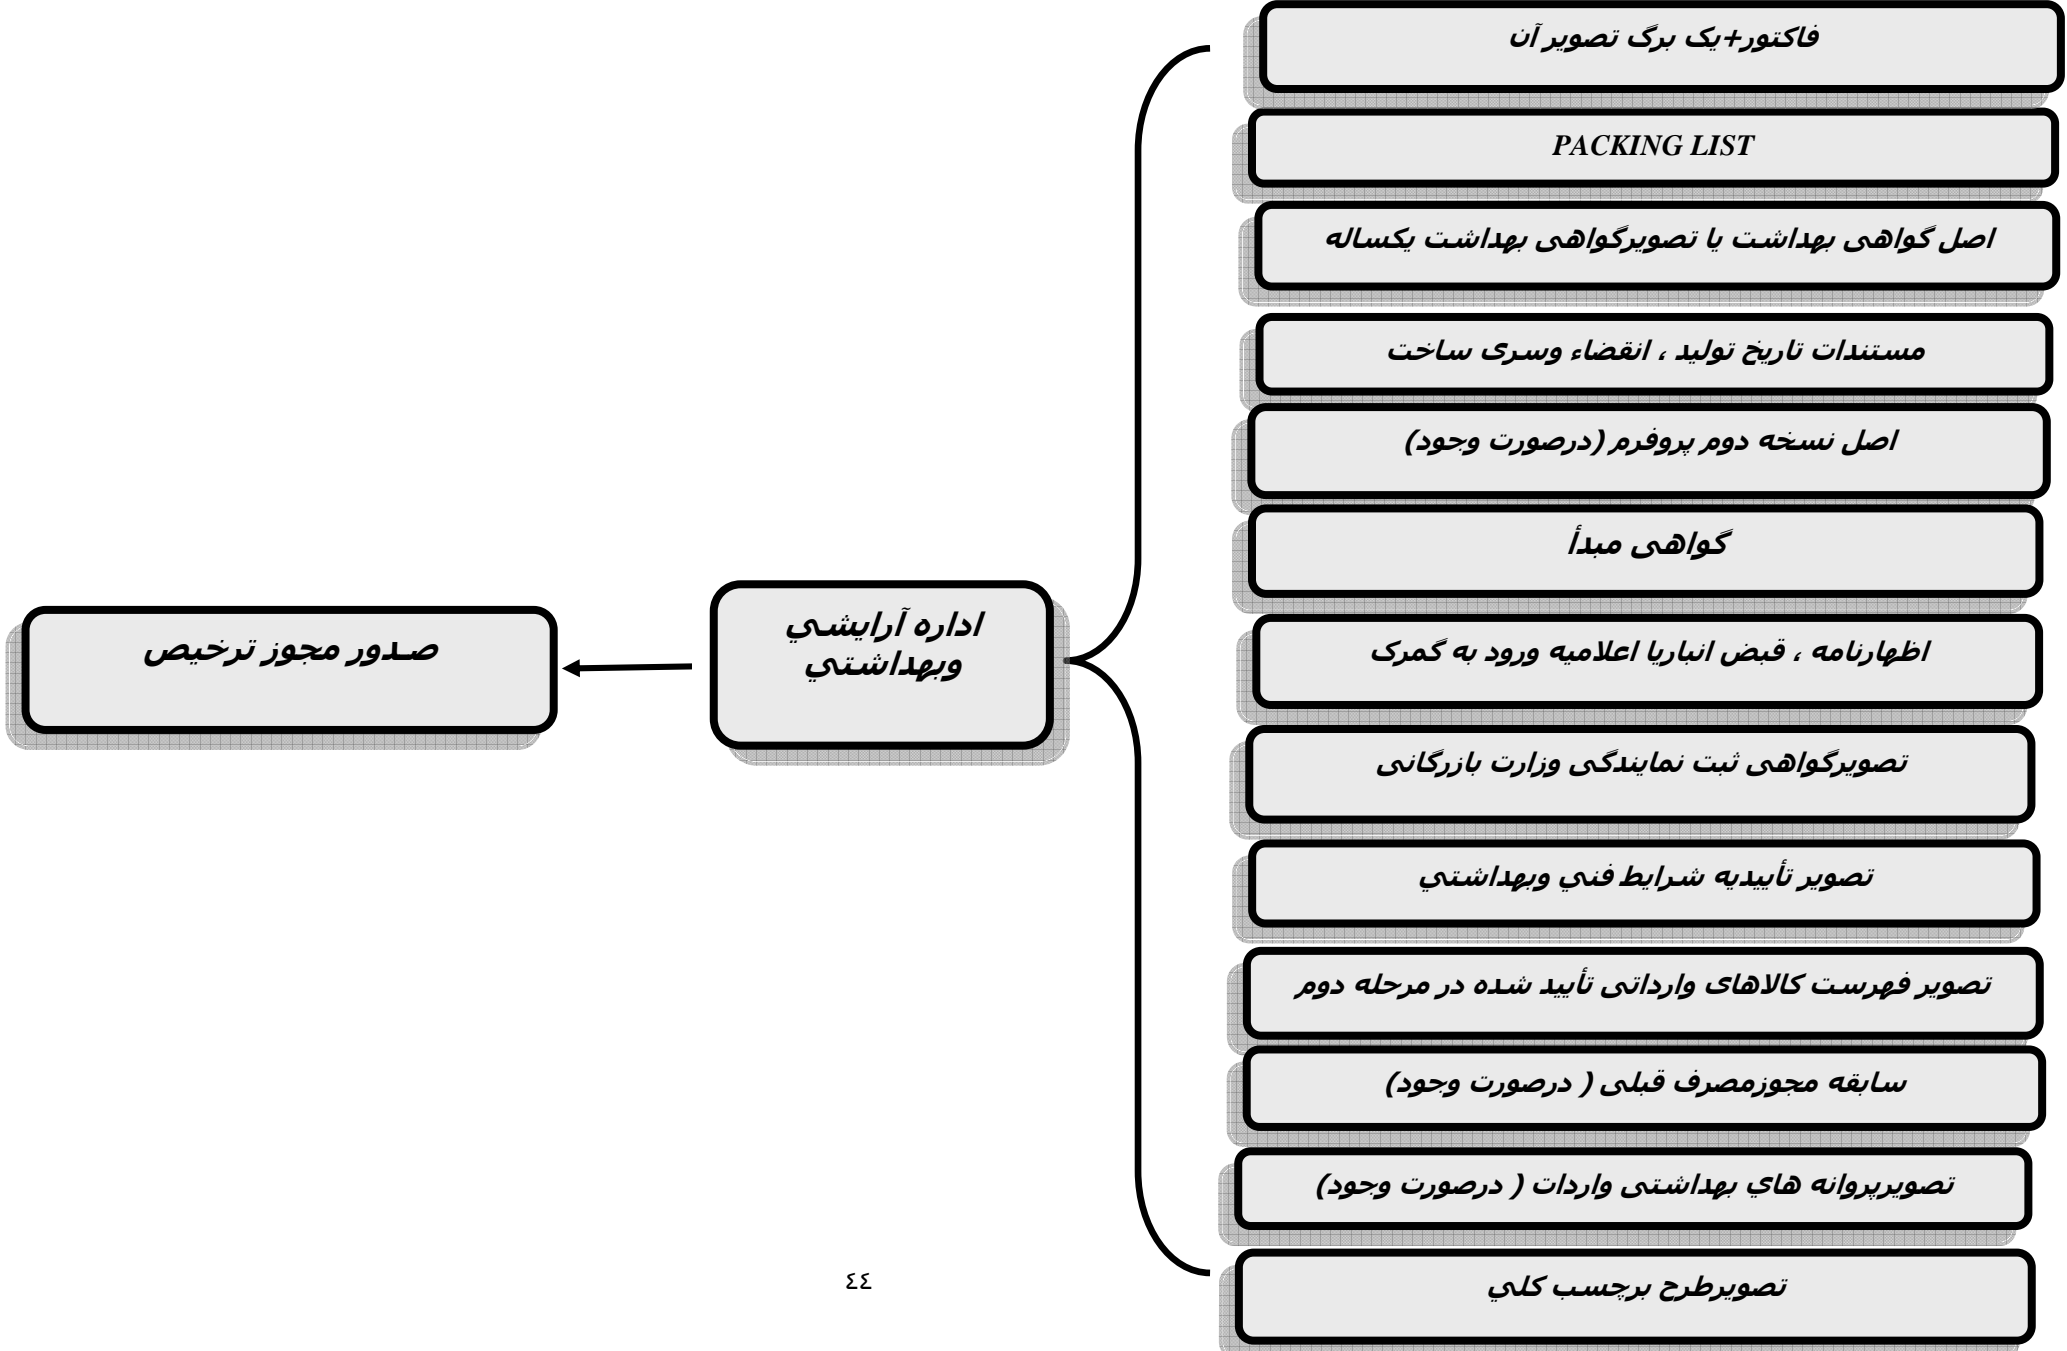 فاکتور+یک برگ تصویر آن
PACKING LIST
اصل گواهی بهداشت یا تصویرگواهی بهداشت یکساله
مستندات تاریخ تولید ، انقضاء وسری ساخت
اصل نسخه دوم پروفرم (درصورت وجود)
گواهی مبدأ
اظهارنامه ، قبض انباریا اعلامیه ورود به گمرک
تصویرگواهی ثبت نمایندگی وزارت بازرگانی
تصویر تأییدیه شرایط فني وبهداشتي
تصویر فهرست کالاهای وارداتی تأیید شده در مرحله دوم
سابقه مجوزمصرف قبلی ( درصورت وجود)
تصویرپروانه هاي بهداشتی واردات ( درصورت وجود)
تصویرطرح برچسب کلي
اداره آرایشي
وبهداشتي
صدور مجوز ترخیص
٤٤